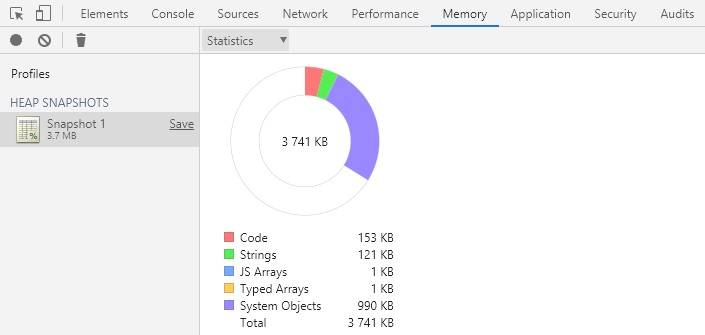 Elements Console Sources Network Performance Memory Application Security Audits
Statistics
Profiles
HEAP SNAPSHOTS
Snapshot 1 Save
3.7 MB
3 741 KB
Code 153 KB
Strings 121 KB
JS Arrays 1 KB
Typed Arrays 1 KB
System Objects 990 KB
Total 3 741 KB